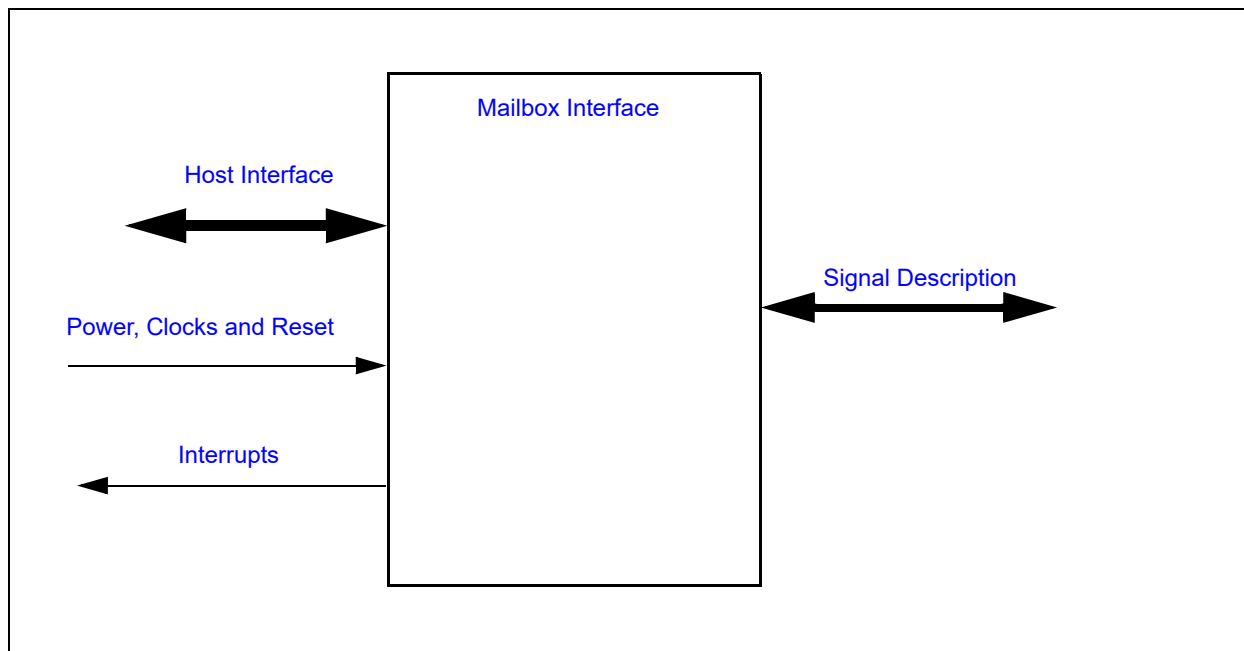 Mailbox Interface
Host Interface
Signal Description
Power, Clocks and Reset
Interrupts